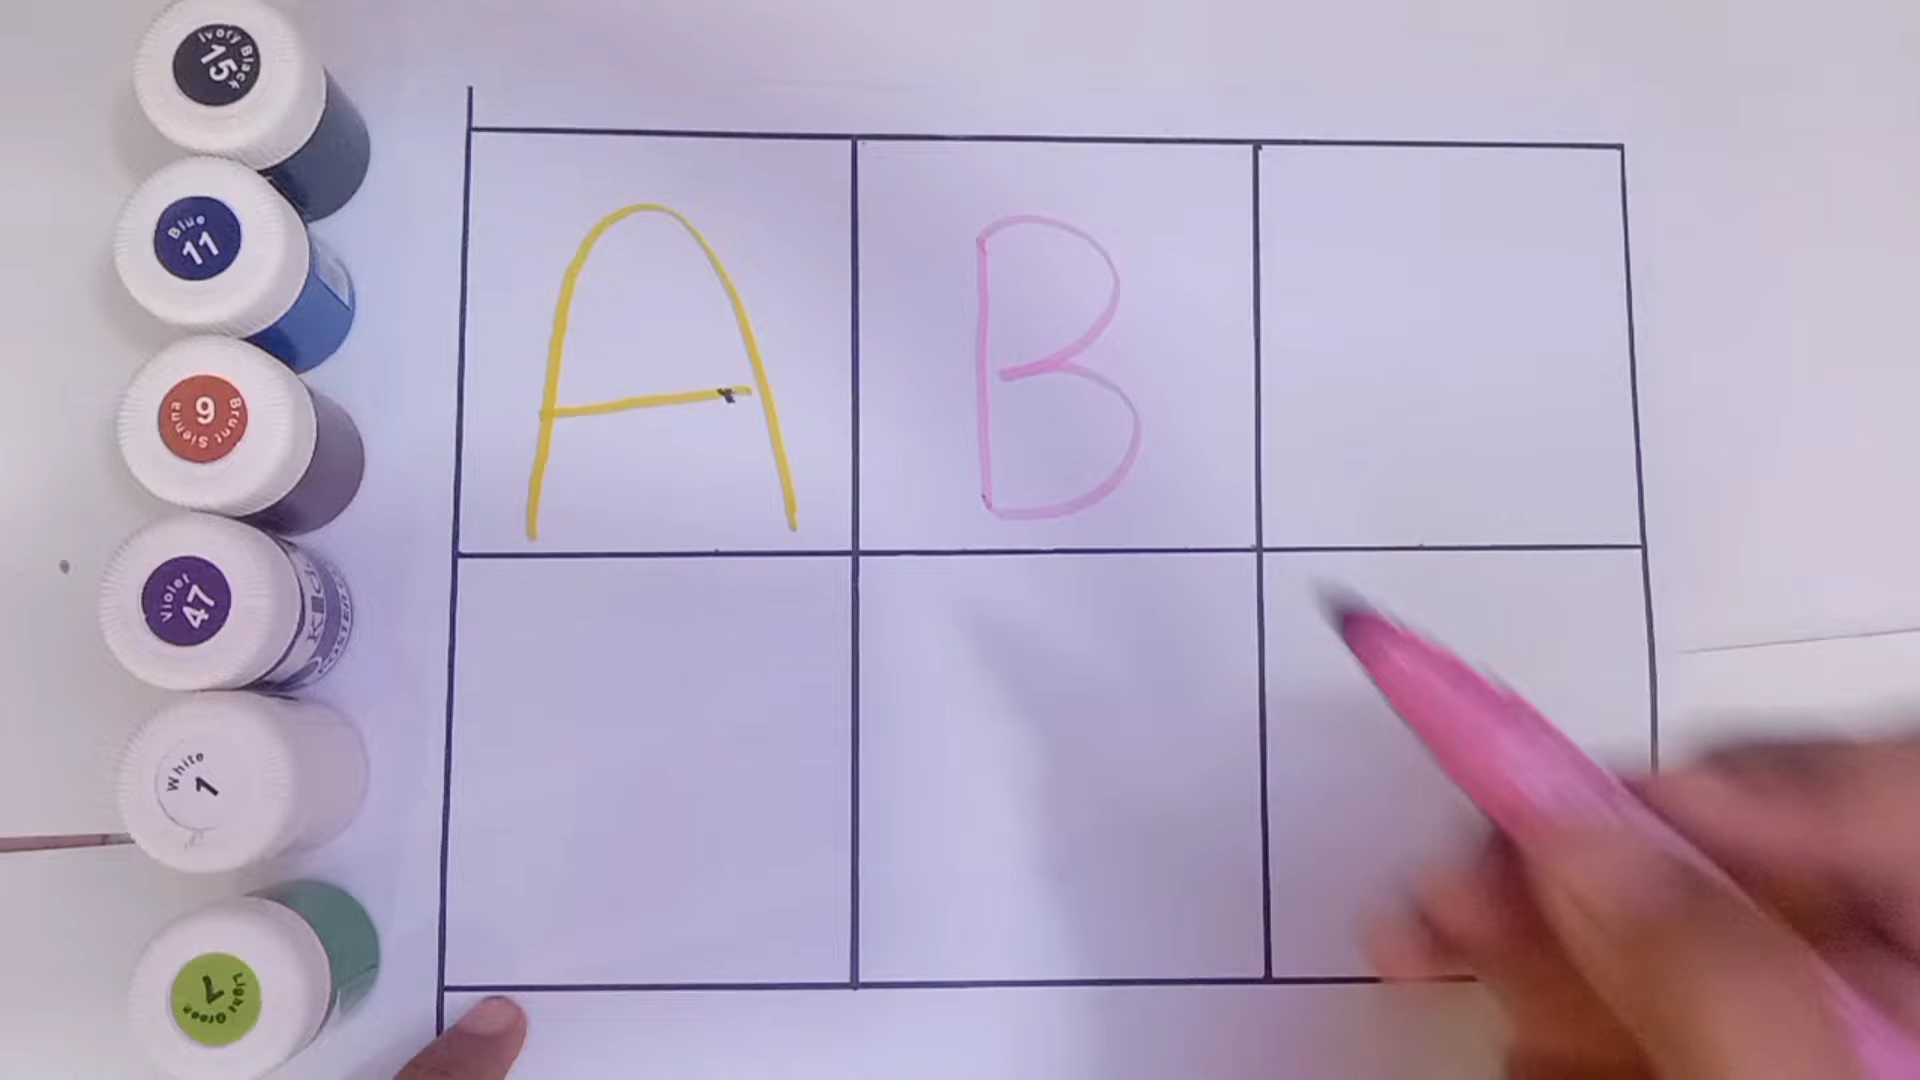 Ivory Black
15
Blue
11
Brunt Sienna
9
Violet
47
White
1
Light Green
7
A B